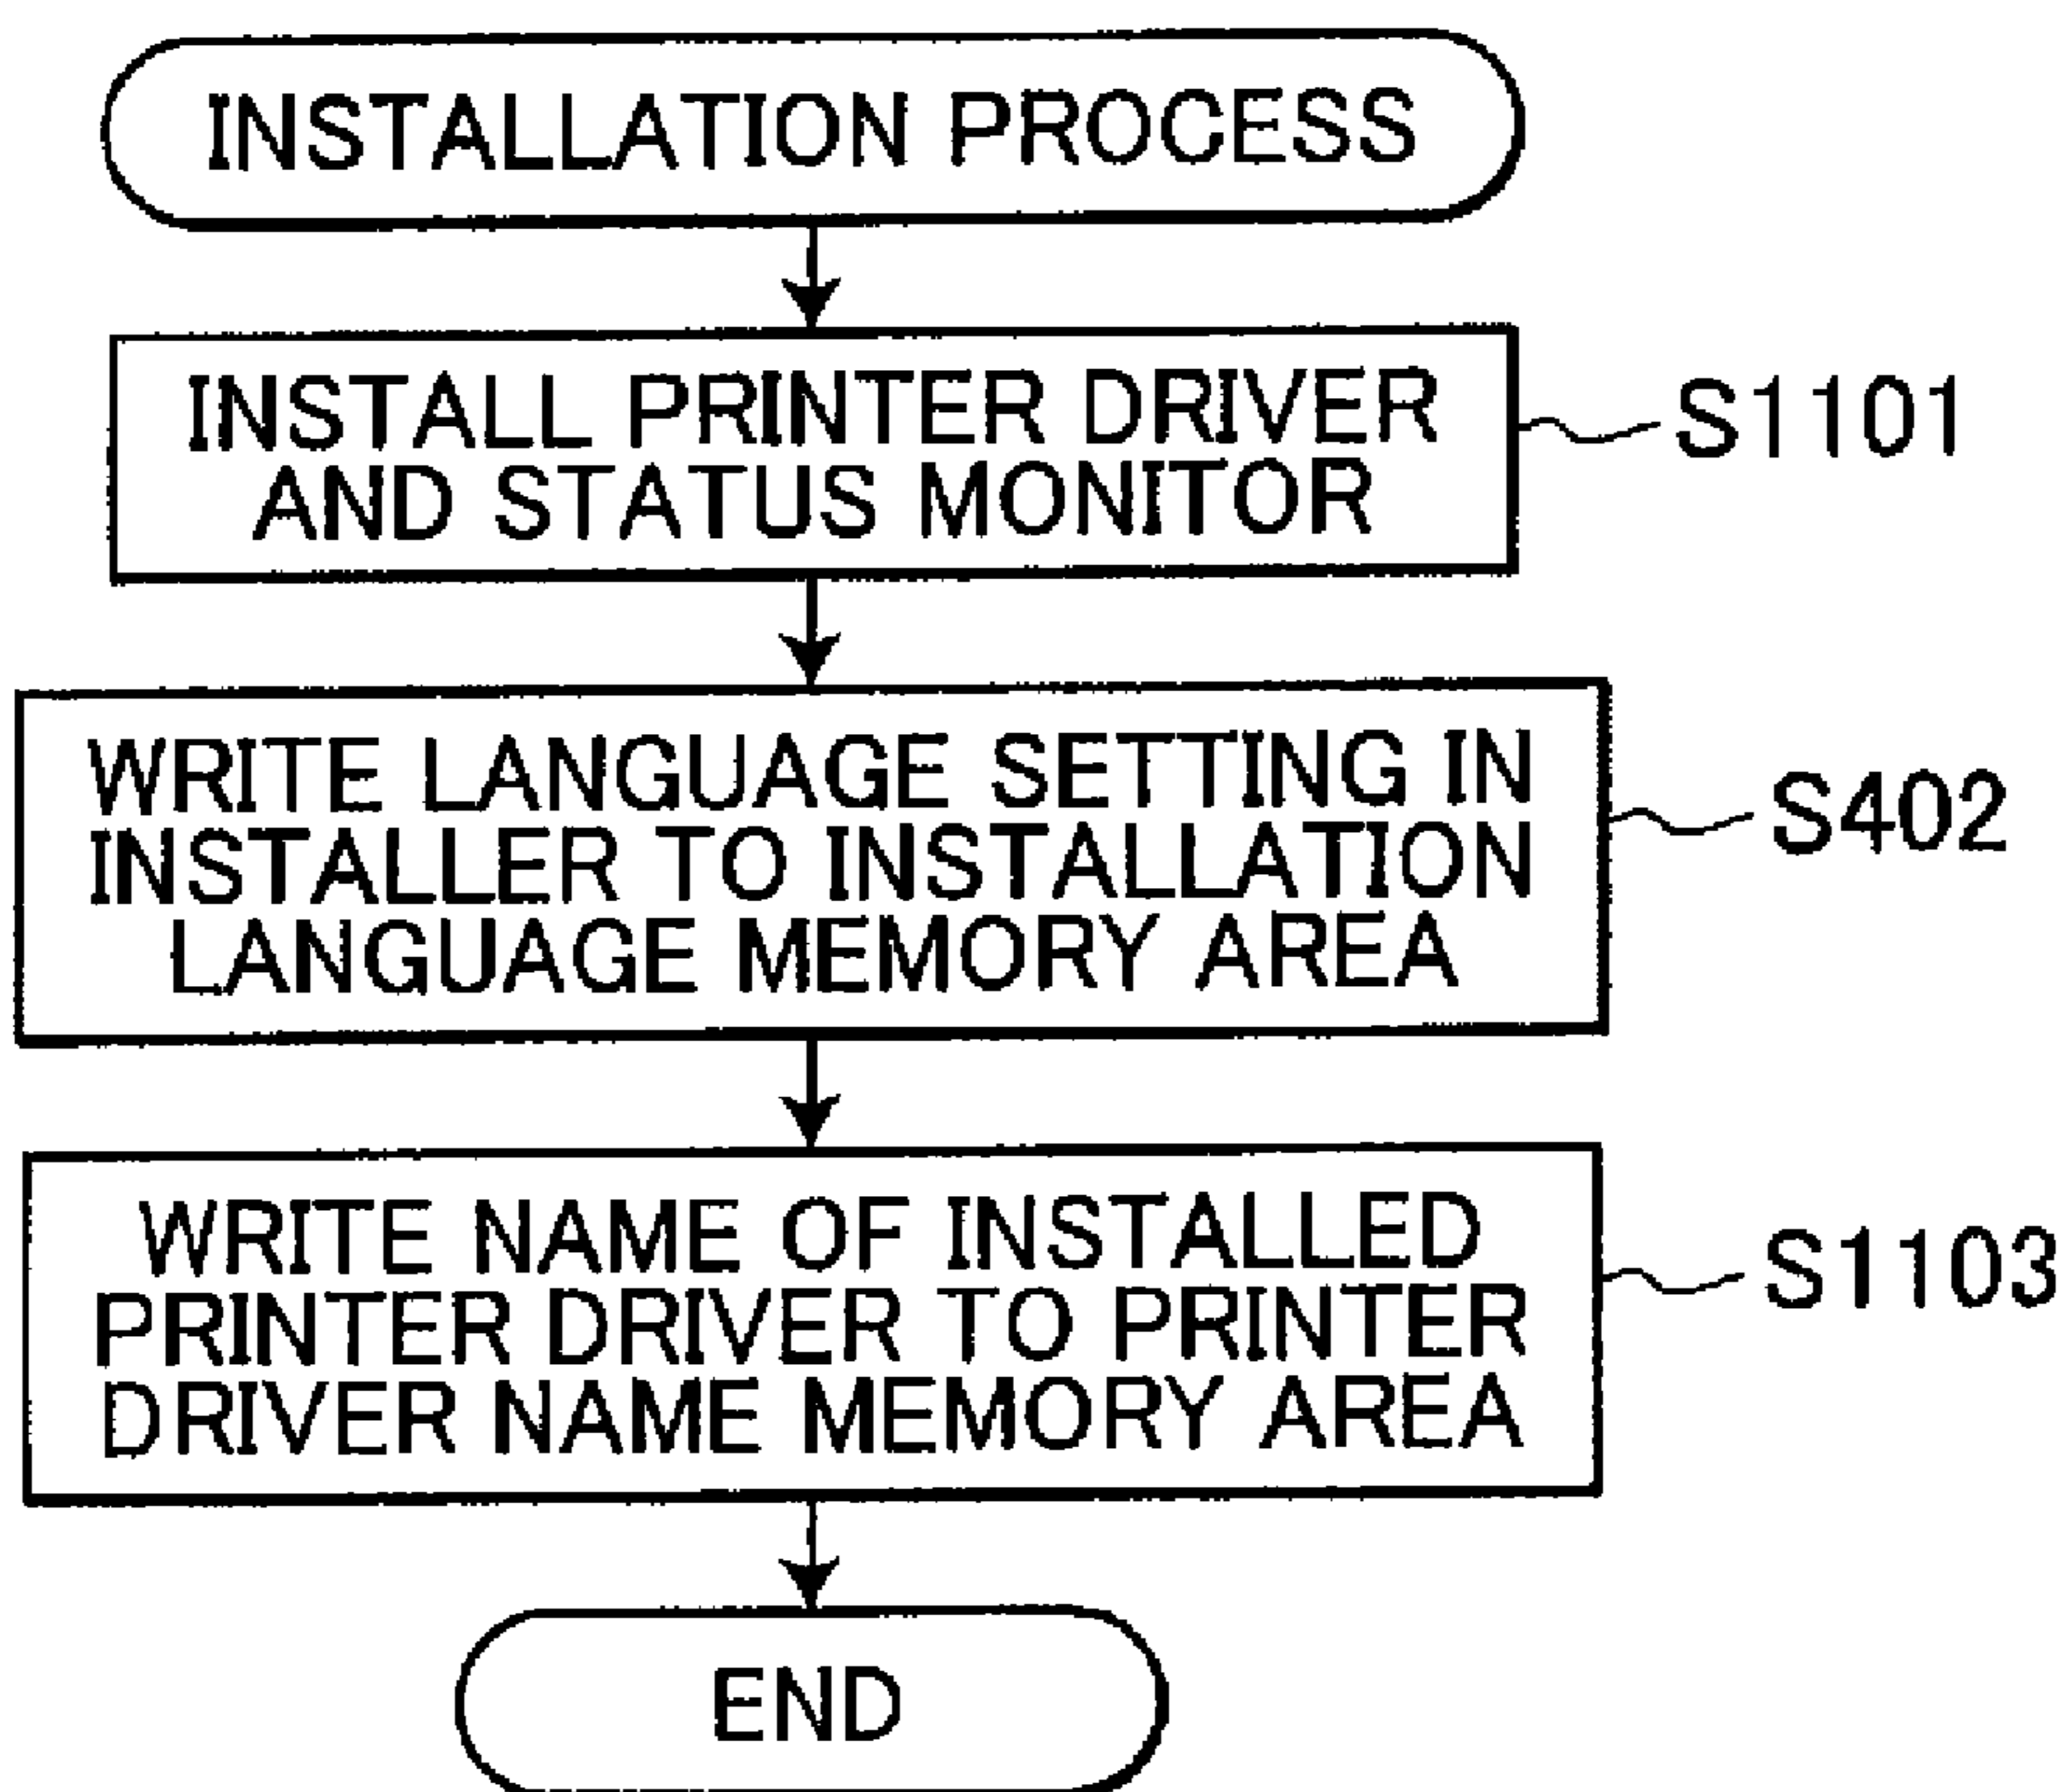 INSTALLATION PROCESS
INSTALL PRINTER DRIVER
AND STATUS MONITOR
S1101
WRITE LANGUAGE SETTING IN
INSTALLER TO INSTALLATION
LANGUAGE MEMORY AREA
S402
WRITE NAME OF INSTALLED
PRINTER DRIVER TO PRINTER
DRIVER NAME MEMORY AREA
S1103
END